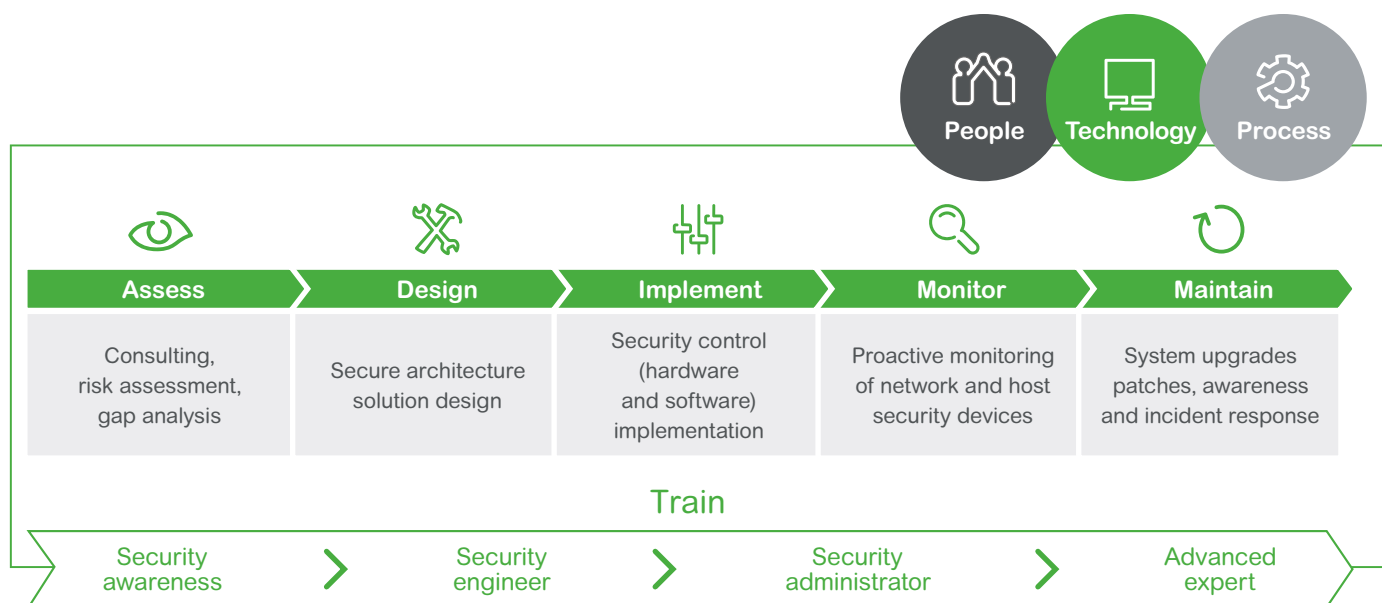 People
Technology
Process
Assess
Design
Implement
Monitor
Maintain
Consulting,
risk assessment,
gap analysis
Secure architecture
solution design
Security control
(hardware
and software)
implementation
Proactive monitoring
of network and host
security devices
System upgrades
patches, awareness
and incident response
Train
Security
awareness
Security
engineer
Security
administrator
Advanced
expert